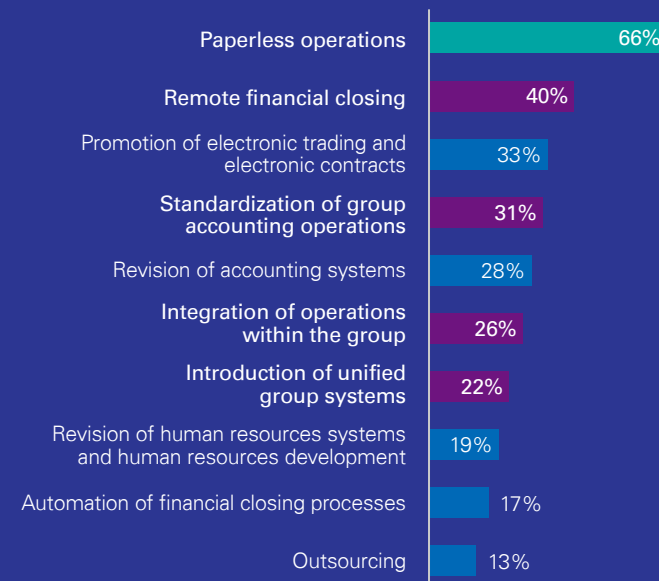 Paperless operations 66%
Remote financial closing 40%
Promotion of electronic trading and
electronic contracts 33%
Standardization of group
accounting operations 31%
Revision of accounting systems 28%
Integration of operations
within the group 26%
Introduction of unified
group systems 22%
Revision of human resources systems
and human resources development 19%
Automation of financial closing processes 17%
Outsourcing 13%